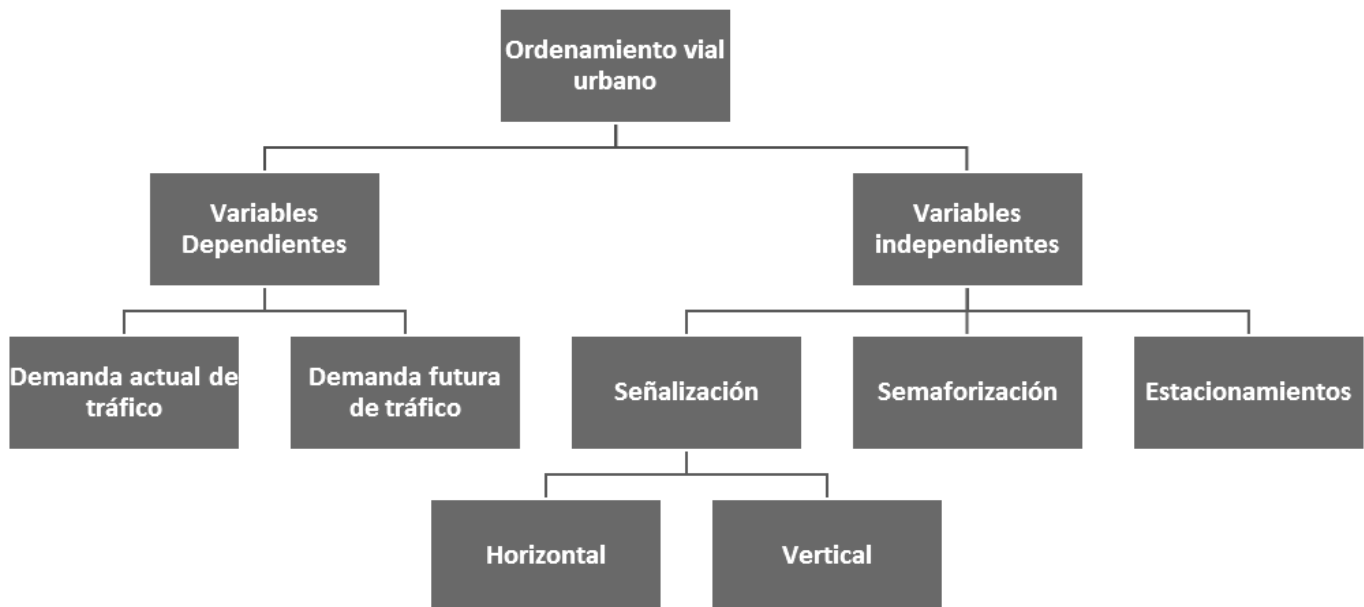 Ordenamiento vial
urbano
Variables
Dependientes
Variables
independientes
Demanda actual de
tráfico
Demanda futura
de tráfico
Señalización
Semaforización
Estacionamientos
Horizontal
Vertical